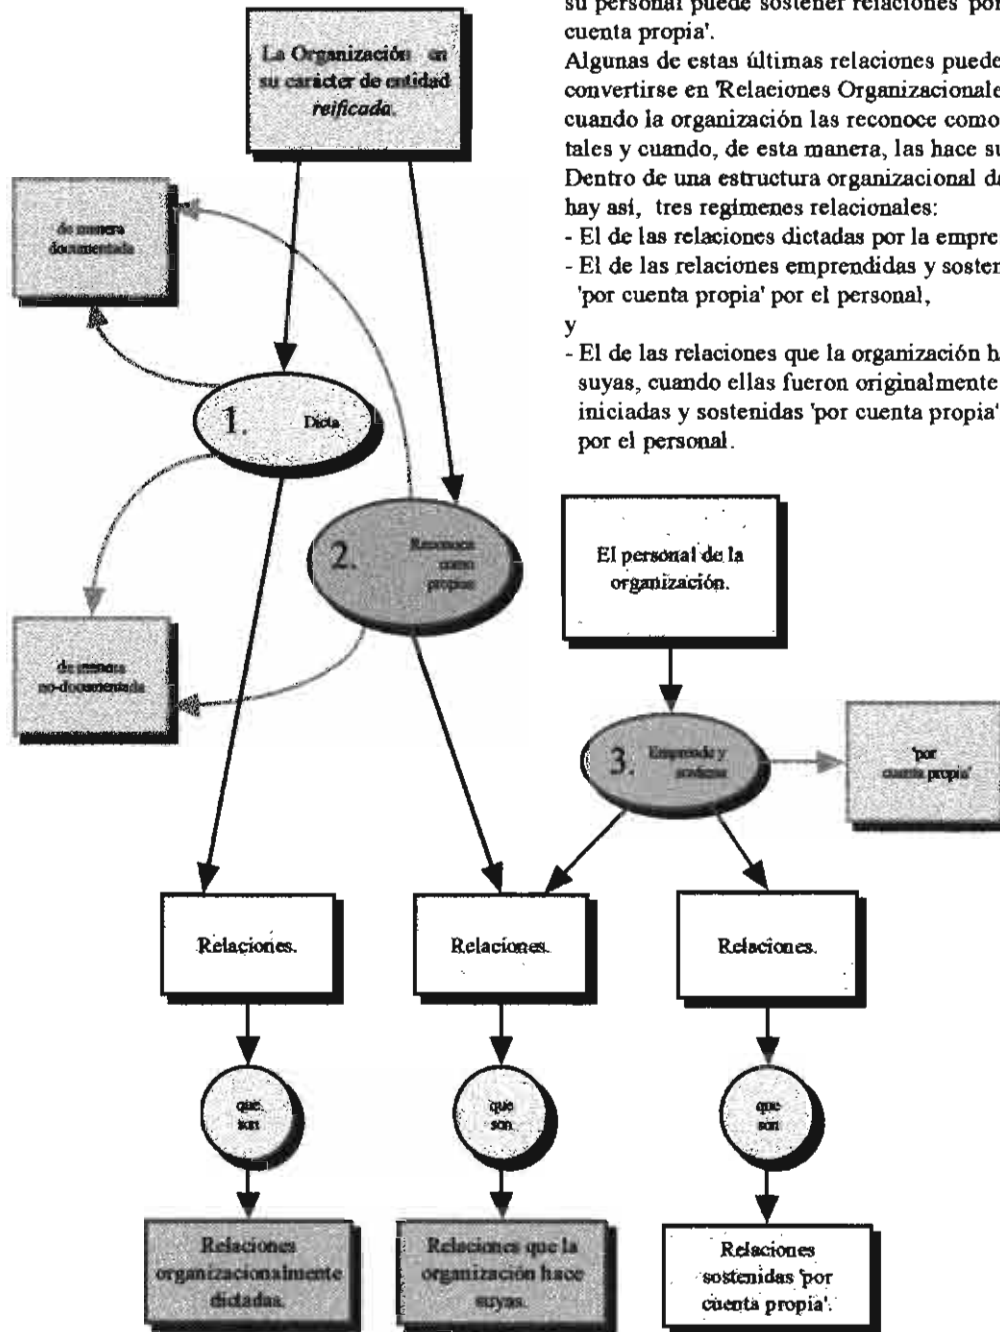 su personal puede sostener relaciones 'por
cuenta propia'.
Algunas de estas últimas relaciones puede
convertirse en 'Relaciones Organizacionale
cuando la organización las reconoce como
tales y cuando, de esta manera, las hace su
Dentro de una estructura organizacional da
hay así, tres regímenes relacionales:
- El de las relaciones dictadas por la empre
- El de las relaciones emprendidas y sosten
'por cuenta propia' por el personal,
y
- El de las relaciones que la organización h
suyas, cuando ellas fueron originalmente
iniciadas y sostenidas 'por cuenta propia'
por el personal.
La Organización en
su carácter de entidad
reificada.
de manera
documentada
1. Dicta
2. Reconoce
como
propias
de manera
no-documentada
El personal de la
organización.
3. Emprende y
sostiene
'por
cuenta propia'
Relaciones.
Relaciones.
Relaciones.
que
son
que
son
que
son
Relaciones
organizacionalmente
dictadas.
Relaciones que la
organización hace
suyas.
Relaciones
sostenidas 'por
cuenta propia'.